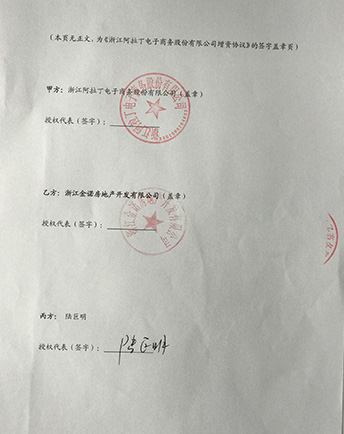 (本页无正文，为《浙江阿拉丁电子商务股份有限公司增资协议》的签字盖章页)
甲方：浙江阿拉丁电子商务股份有限公司(盖章)
授权代表(签字)：
乙方：浙江金诺房地产开发有限公司(盖章)
授权代表(签字)：
丙方： 陆巨明
授权代表(签字)：陆巨明